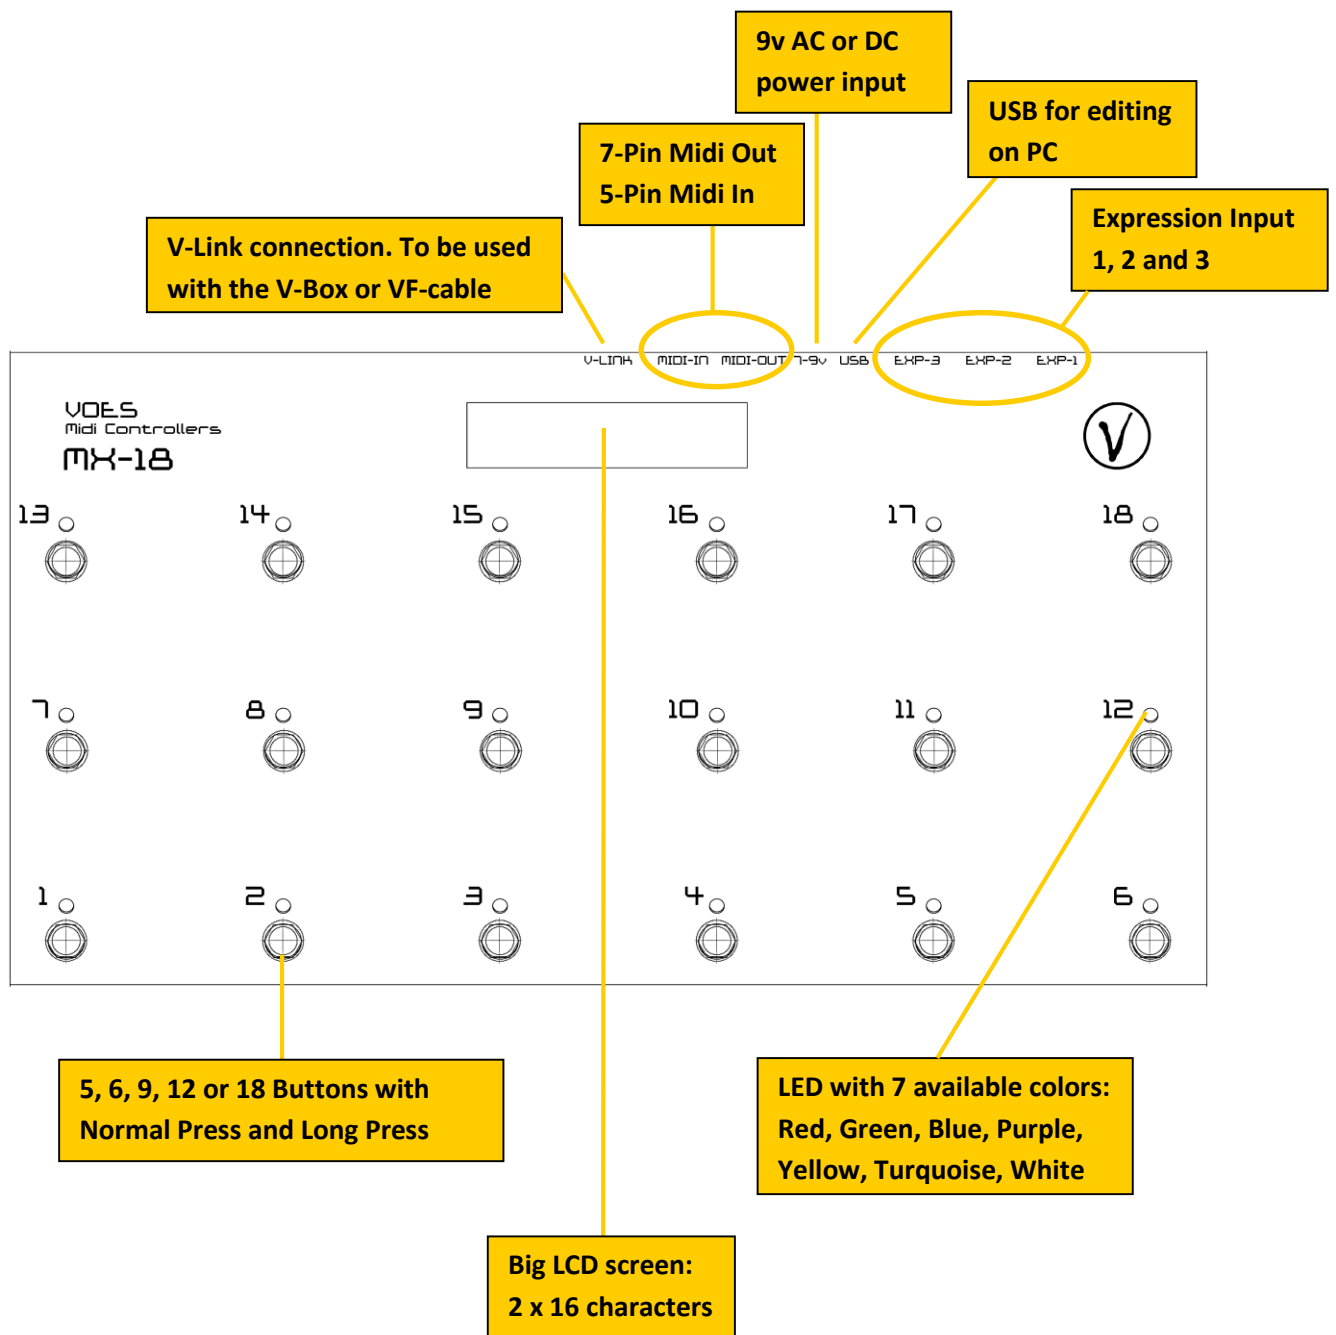 9v AC or DC
power input
USB for editing
on PC
7-Pin Midi Out
5-Pin Midi In
Expression Input
1, 2 and 3
V-Link connection. To be used
with the V-Box or VF-cable
V-LINK MIDI-IN MIDI-OUT 7-9v USB EXP-3 EXP-2 EXP-1
VOES
Midi Controllers
MX-18
V
13 14 15 16 17 18
7 8 9 10 11 12
1 2 3 4 5 6
5, 6, 9, 12 or 18 Buttons with
Normal Press and Long Press
LED with 7 available colors:
Red, Green, Blue, Purple,
Yellow, Turquoise, White
Big LCD screen:
2 x 16 characters